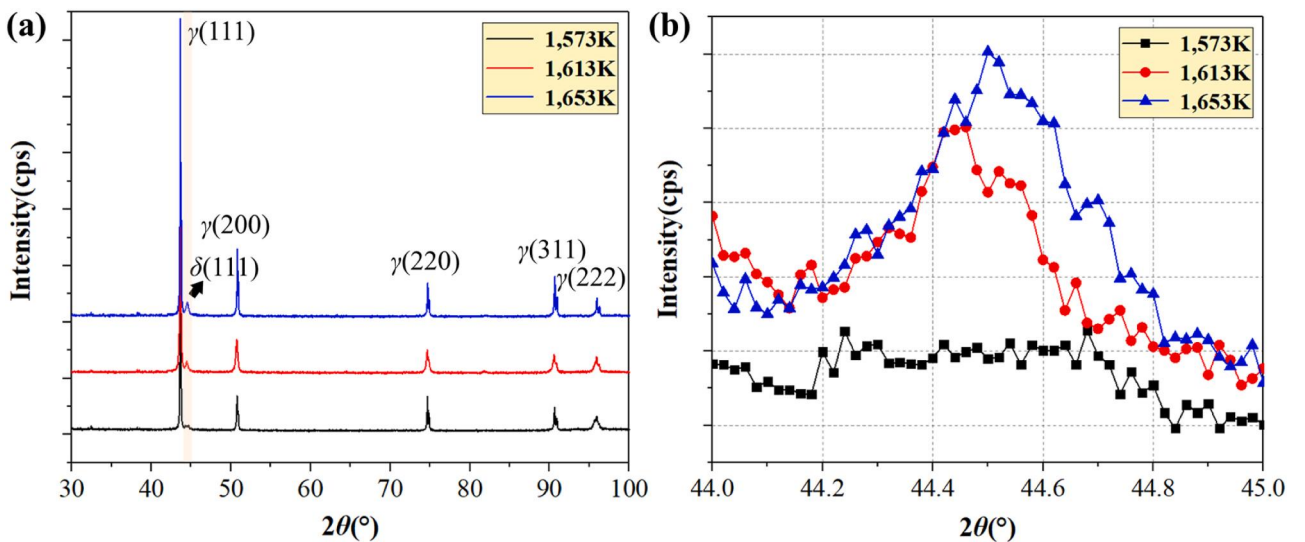 (a)
γ(111)
1,573K
1,613K
1,653K
γ(200)
δ(111)
γ(220)
γ(311)
γ(222)
Intensity(cps)
30 40 50 60 70 80 90 100
2θ(°)
(b)
1,573K
1,613K
1,653K
Intensity(cps)
44.0 44.2 44.4 44.6 44.8 45.0
2θ(°)